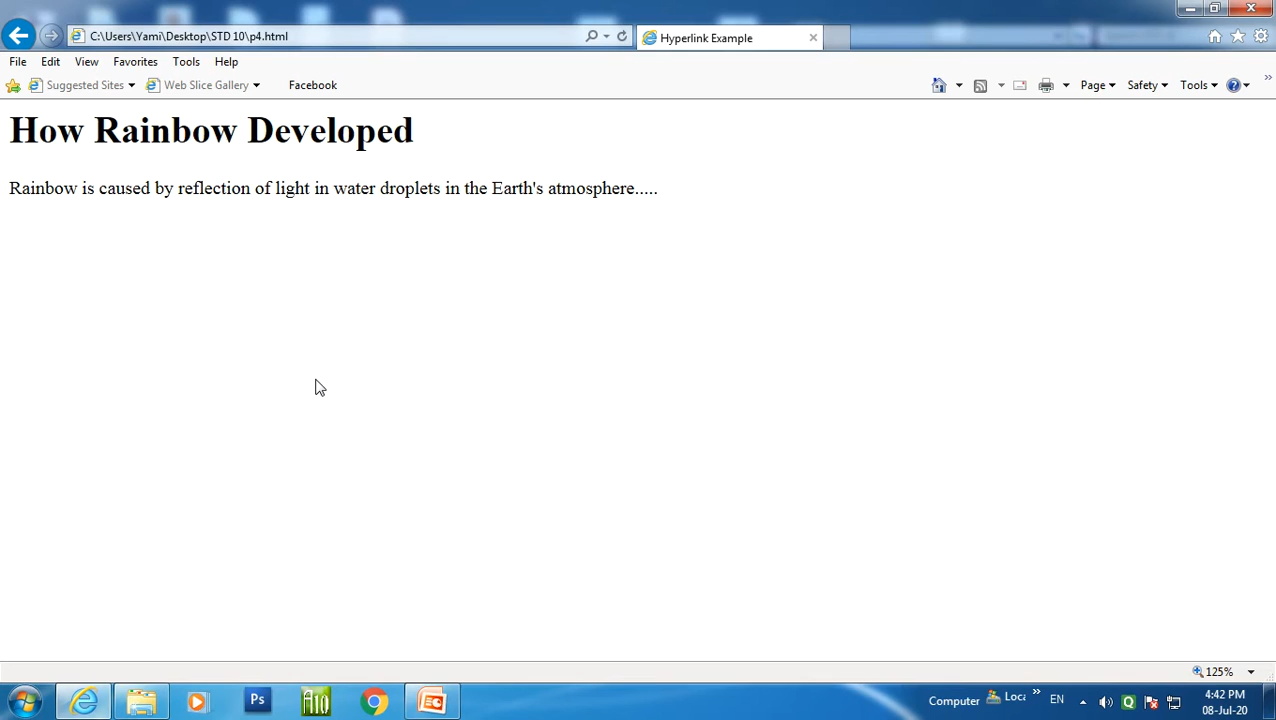 C:\Users\Yami\Desktop\STD 10\p4.html
Hyperlink Example
File Edit View Favorites Tools Help
Suggested Sites Web Slice Gallery Facebook Page Safety Tools
How Rainbow Developed
Rainbow is caused by reflection of light in water droplets in the Earth's atmosphere.....
125%
Ps
Computer
Loca
EN
Q
4:42 PM
08-Jul-20